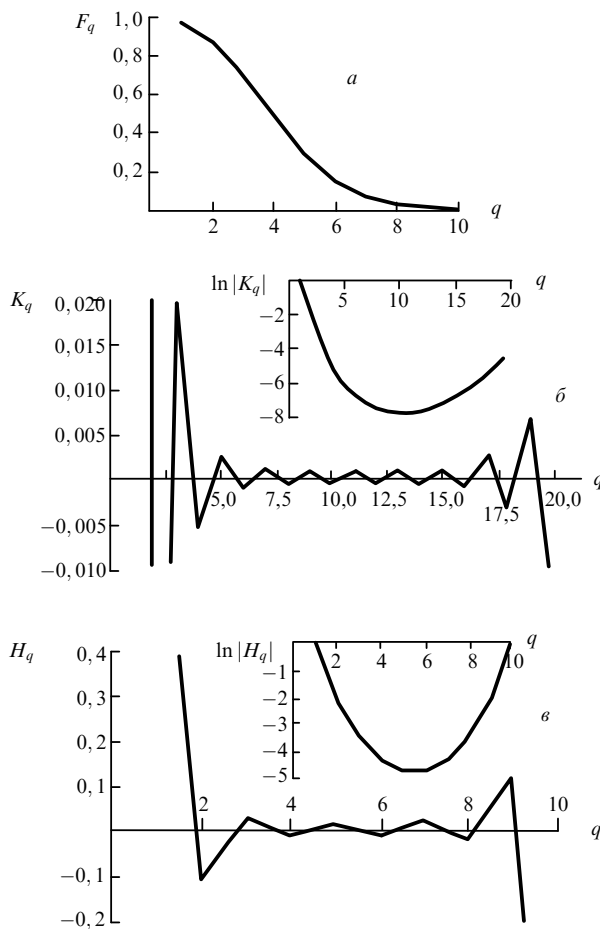 F_q
1, 0
0, 8
0, 6
0, 4
0, 2
а
2 4 6 8 10 q
K_q
0, 020
0, 015
0, 010
0, 005
−0, 005
−0, 010
ln |K_q|
5 10 15 20 q
−2
−4
−6
−8
б
5,0 7,5 10,0 12,5 15,0 17,5 20,0 q
H_q
0, 4
0, 3
0, 2
0, 1
−0, 1
−0, 2
ln |H_q|
2 4 6 8 10 q
−1
−2
−3
−4
−5
в
2 4 6 8 10 q